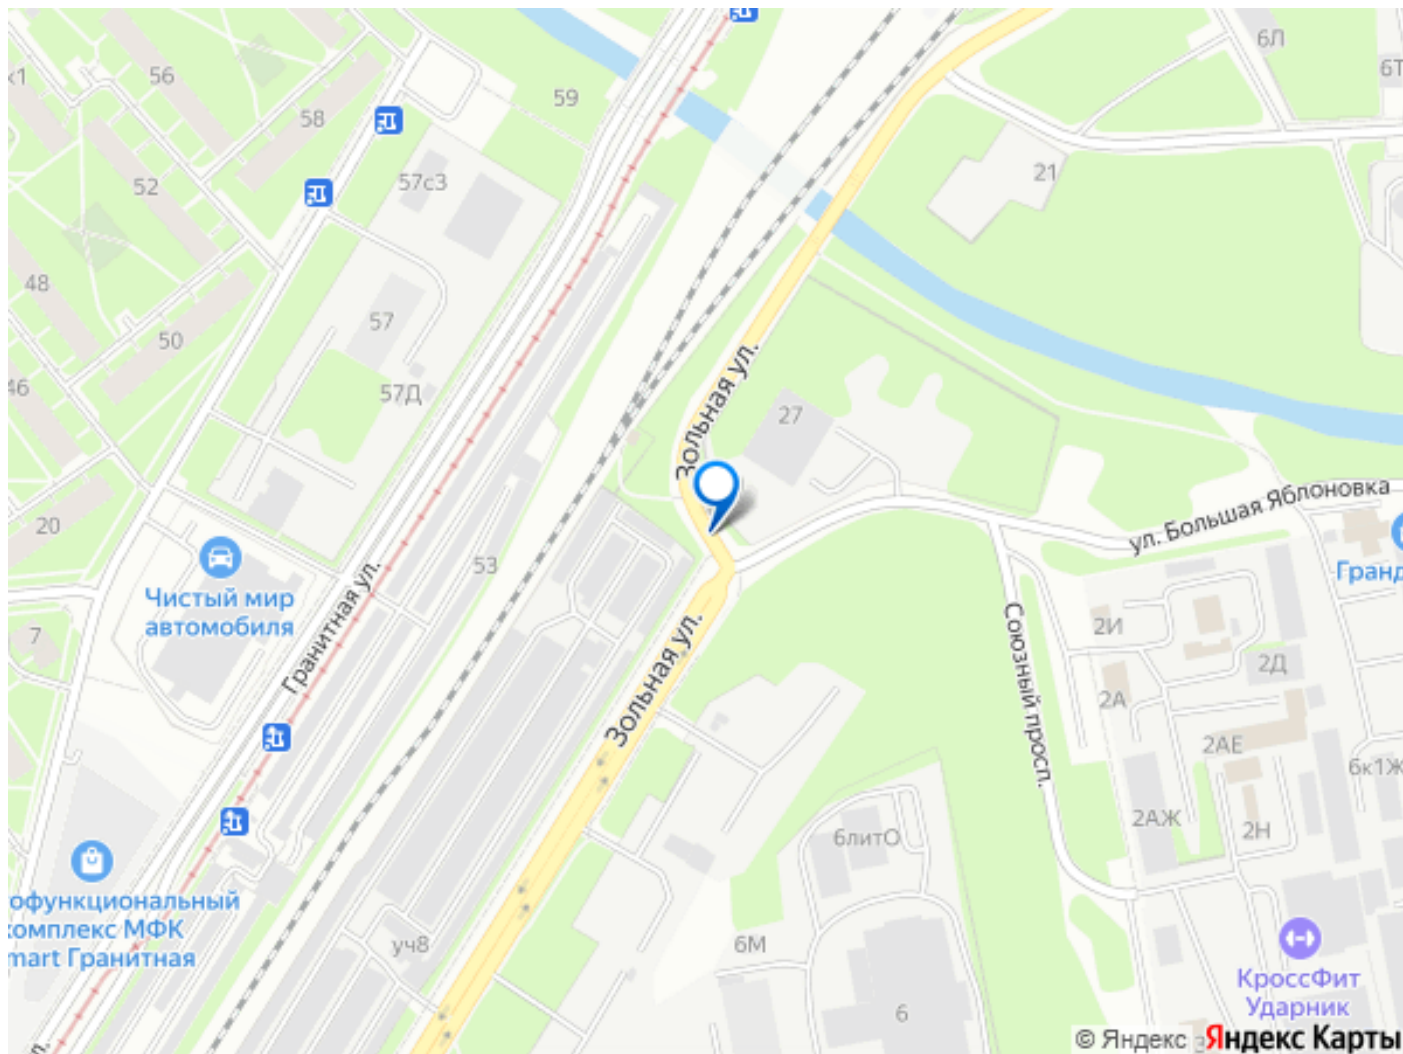 56
58
59
6Л
52
57с3
21
48
57
50
57Д
46
Зольная ул.
27
20
ул. Большая Яблоновка
53
Чистый мир
автомобиля
Гранитная ул.
Гранд
7
2И
Союзный просп.
2Д
2А
Зольная ул.
2АЕ
6к1Ж
2АЖ
2Н
6литО
офункциональный
комплекс МФК
mart Гранитная
уч8
6М
КроссФит
Ударник
6
© Яндекс Яндекс Карты